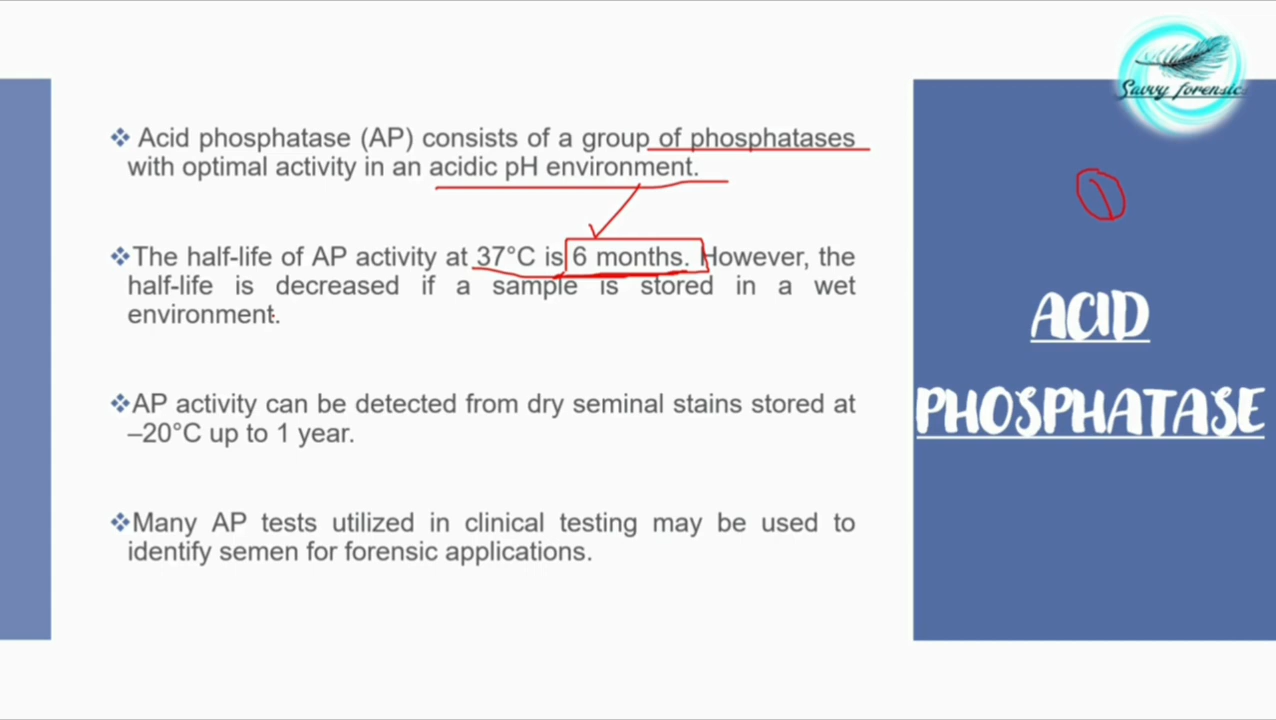 Savvy forensics
❖ Acid phosphatase (AP) consists of a group of phosphatases
with optimal activity in an acidic pH environment.
❖The half-life of AP activity at 37°C is 6 months. However, the
half-life is decreased if a sample is stored in a wet
environment.
❖AP activity can be detected from dry seminal stains stored at
–20°C up to 1 year.
❖Many AP tests utilized in clinical testing may be used to
identify semen for forensic applications.
ACID
PHOSPHATASE